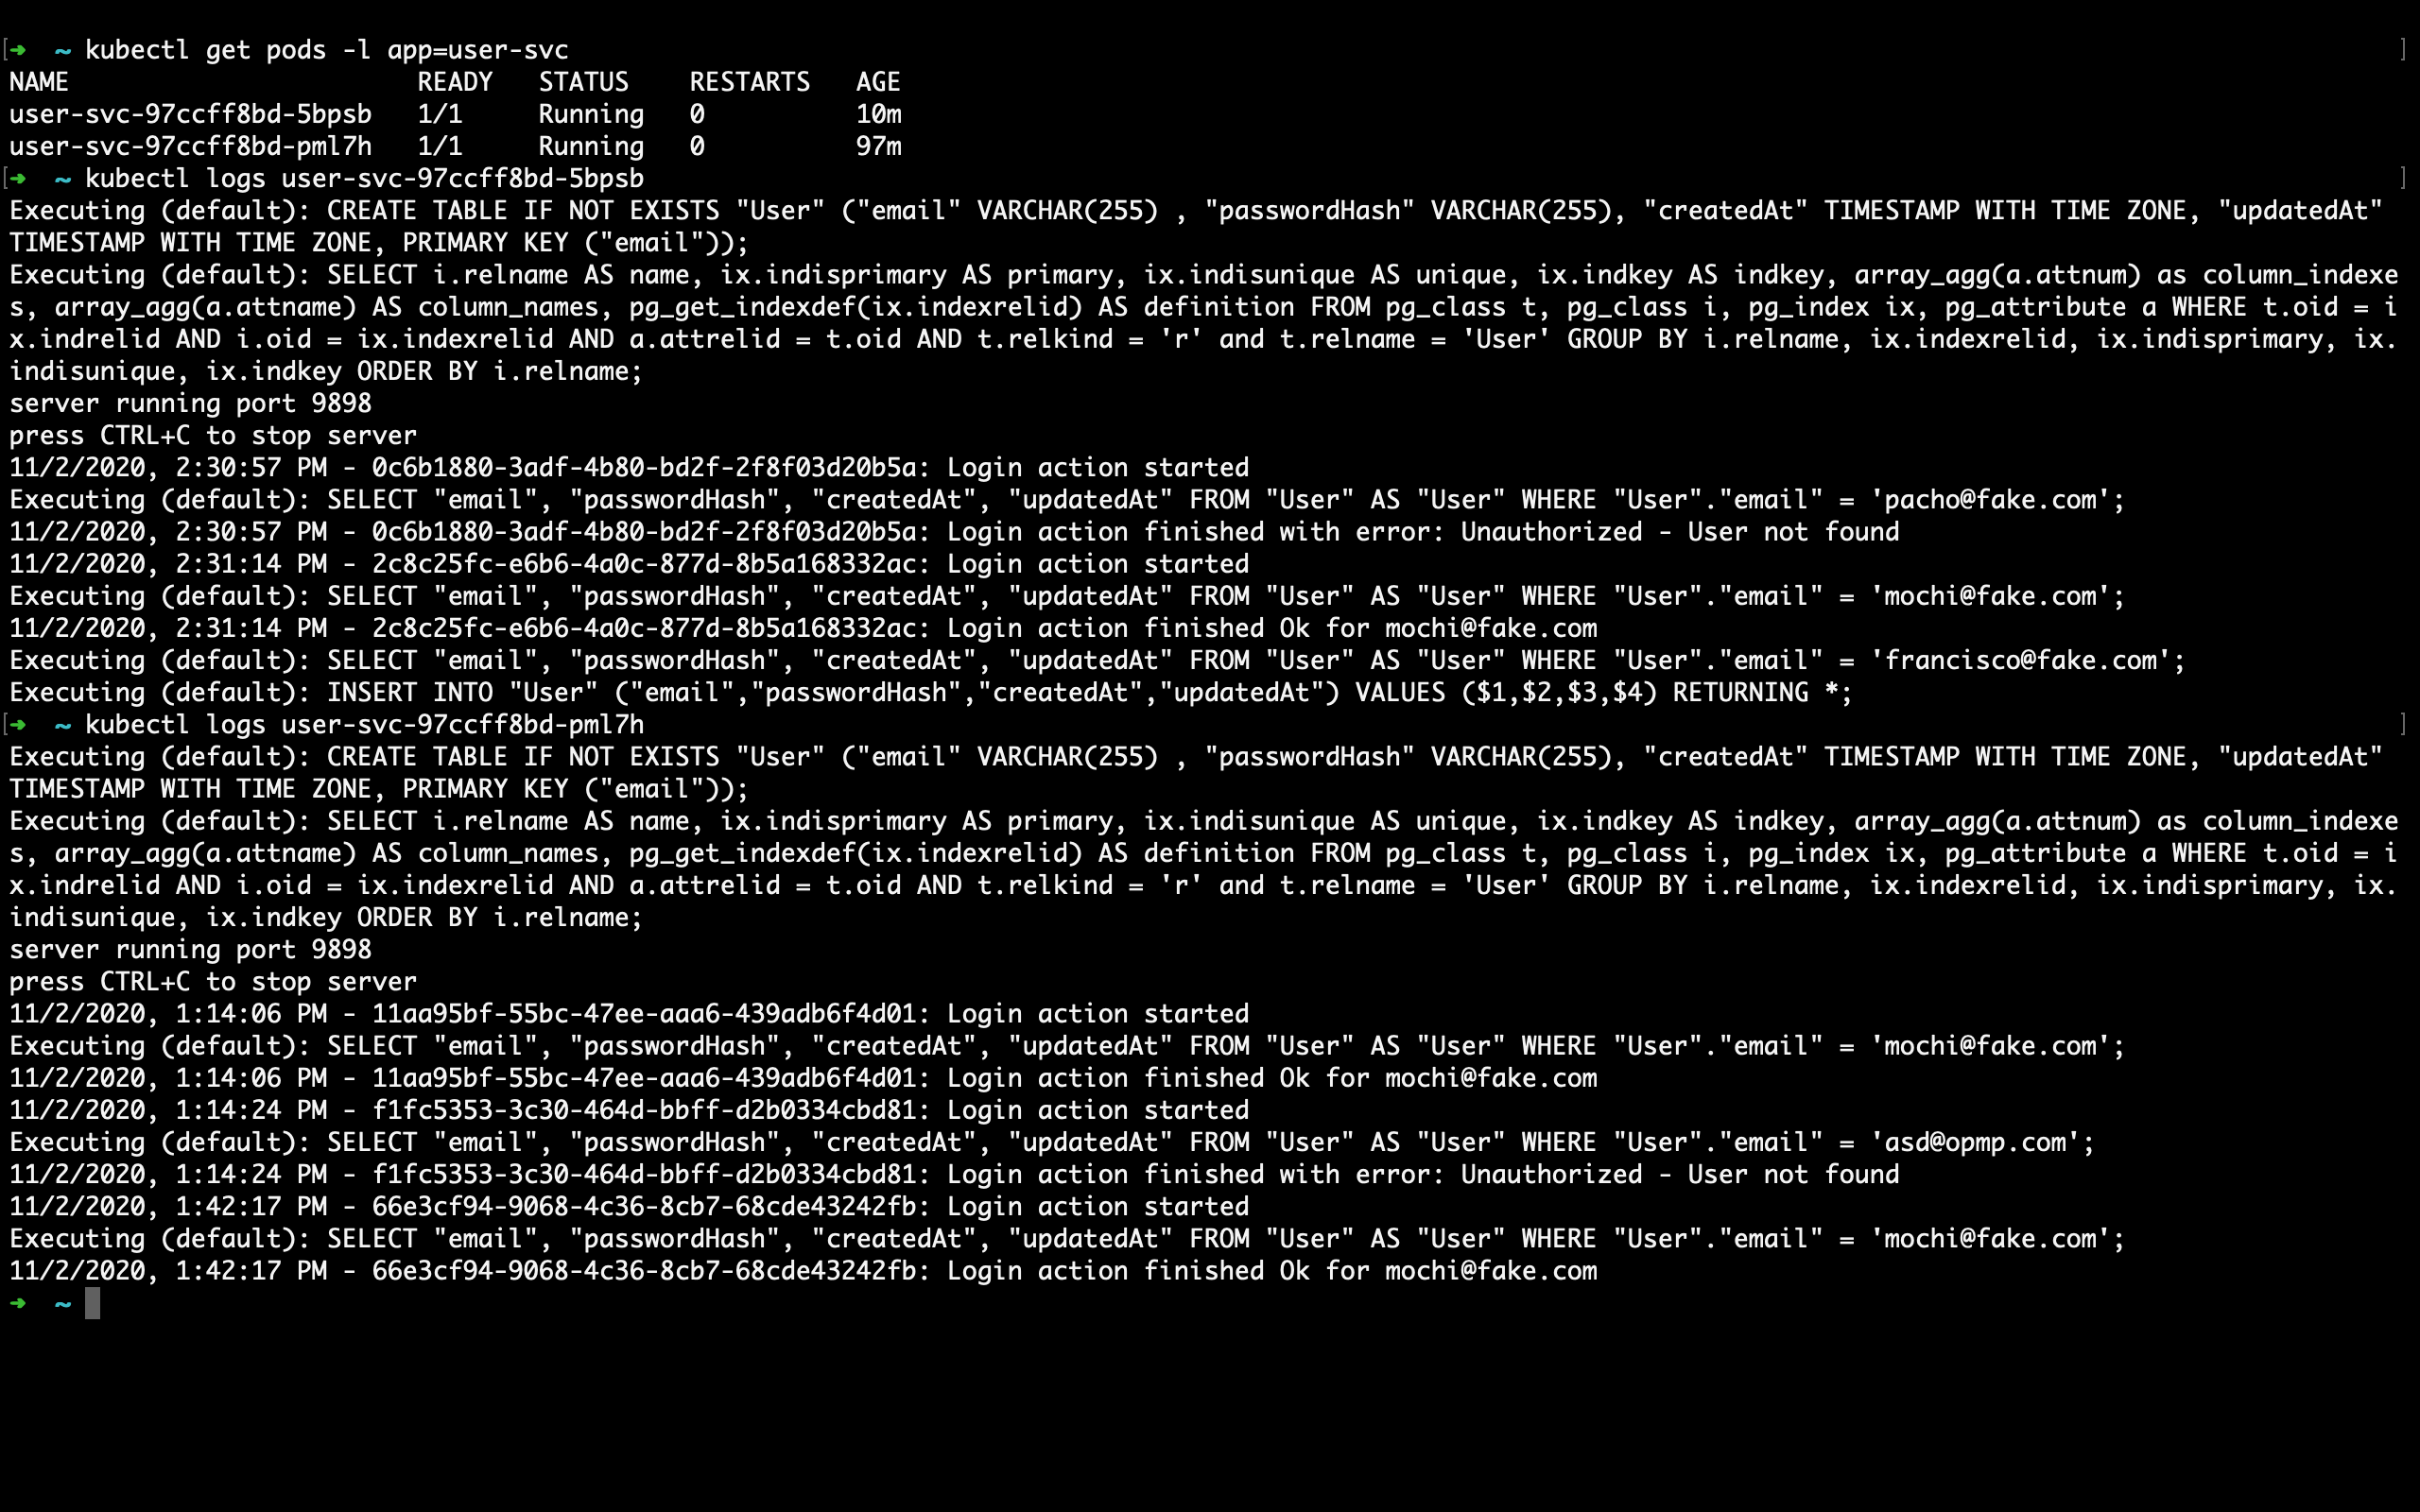 [➜  ~ kubectl get pods -l app=user-svc ]
NAME                       READY   STATUS    RESTARTS   AGE
user-svc-97ccff8bd-5bpsb   1/1     Running   0          10m
user-svc-97ccff8bd-pml7h   1/1     Running   0          97m
[➜  ~ kubectl logs user-svc-97ccff8bd-5bpsb ]
Executing (default): CREATE TABLE IF NOT EXISTS "User" ("email" VARCHAR(255) , "passwordHash" VARCHAR(255), "createdAt" TIMESTAMP WITH TIME ZONE, "updatedAt"
TIMESTAMP WITH TIME ZONE, PRIMARY KEY ("email"));
Executing (default): SELECT i.relname AS name, ix.indisprimary AS primary, ix.indisunique AS unique, ix.indkey AS indkey, array_agg(a.attnum) as column_indexe
s, array_agg(a.attname) AS column_names, pg_get_indexdef(ix.indexrelid) AS definition FROM pg_class t, pg_class i, pg_index ix, pg_attribute a WHERE t.oid = i
x.indrelid AND i.oid = ix.indexrelid AND a.attrelid = t.oid AND t.relkind = 'r' and t.relname = 'User' GROUP BY i.relname, ix.indexrelid, ix.indisprimary, ix.
indisunique, ix.indkey ORDER BY i.relname;
server running port 9898
press CTRL+C to stop server
11/2/2020, 2:30:57 PM - 0c6b1880-3adf-4b80-bd2f-2f8f03d20b5a: Login action started
Executing (default): SELECT "email", "passwordHash", "createdAt", "updatedAt" FROM "User" AS "User" WHERE "User"."email" = 'pacho@fake.com';
11/2/2020, 2:30:57 PM - 0c6b1880-3adf-4b80-bd2f-2f8f03d20b5a: Login action finished with error: Unauthorized - User not found
11/2/2020, 2:31:14 PM - 2c8c25fc-e6b6-4a0c-877d-8b5a168332ac: Login action started
Executing (default): SELECT "email", "passwordHash", "createdAt", "updatedAt" FROM "User" AS "User" WHERE "User"."email" = 'mochi@fake.com';
11/2/2020, 2:31:14 PM - 2c8c25fc-e6b6-4a0c-877d-8b5a168332ac: Login action finished Ok for mochi@fake.com
Executing (default): SELECT "email", "passwordHash", "createdAt", "updatedAt" FROM "User" AS "User" WHERE "User"."email" = 'francisco@fake.com';
Executing (default): INSERT INTO "User" ("email","passwordHash","createdAt","updatedAt") VALUES ($1,$2,$3,$4) RETURNING *;
[➜  ~ kubectl logs user-svc-97ccff8bd-pml7h ]
Executing (default): CREATE TABLE IF NOT EXISTS "User" ("email" VARCHAR(255) , "passwordHash" VARCHAR(255), "createdAt" TIMESTAMP WITH TIME ZONE, "updatedAt"
TIMESTAMP WITH TIME ZONE, PRIMARY KEY ("email"));
Executing (default): SELECT i.relname AS name, ix.indisprimary AS primary, ix.indisunique AS unique, ix.indkey AS indkey, array_agg(a.attnum) as column_indexe
s, array_agg(a.attname) AS column_names, pg_get_indexdef(ix.indexrelid) AS definition FROM pg_class t, pg_class i, pg_index ix, pg_attribute a WHERE t.oid = i
x.indrelid AND i.oid = ix.indexrelid AND a.attrelid = t.oid AND t.relkind = 'r' and t.relname = 'User' GROUP BY i.relname, ix.indexrelid, ix.indisprimary, ix.
indisunique, ix.indkey ORDER BY i.relname;
server running port 9898
press CTRL+C to stop server
11/2/2020, 1:14:06 PM - 11aa95bf-55bc-47ee-aaa6-439adb6f4d01: Login action started
Executing (default): SELECT "email", "passwordHash", "createdAt", "updatedAt" FROM "User" AS "User" WHERE "User"."email" = 'mochi@fake.com';
11/2/2020, 1:14:06 PM - 11aa95bf-55bc-47ee-aaa6-439adb6f4d01: Login action finished Ok for mochi@fake.com
11/2/2020, 1:14:24 PM - f1fc5353-3c30-464d-bbff-d2b0334cbd81: Login action started
Executing (default): SELECT "email", "passwordHash", "createdAt", "updatedAt" FROM "User" AS "User" WHERE "User"."email" = 'asd@opmp.com';
11/2/2020, 1:14:24 PM - f1fc5353-3c30-464d-bbff-d2b0334cbd81: Login action finished with error: Unauthorized - User not found
11/2/2020, 1:42:17 PM - 66e3cf94-9068-4c36-8cb7-68cde43242fb: Login action started
Executing (default): SELECT "email", "passwordHash", "createdAt", "updatedAt" FROM "User" AS "User" WHERE "User"."email" = 'mochi@fake.com';
11/2/2020, 1:42:17 PM - 66e3cf94-9068-4c36-8cb7-68cde43242fb: Login action finished Ok for mochi@fake.com
➜  ~